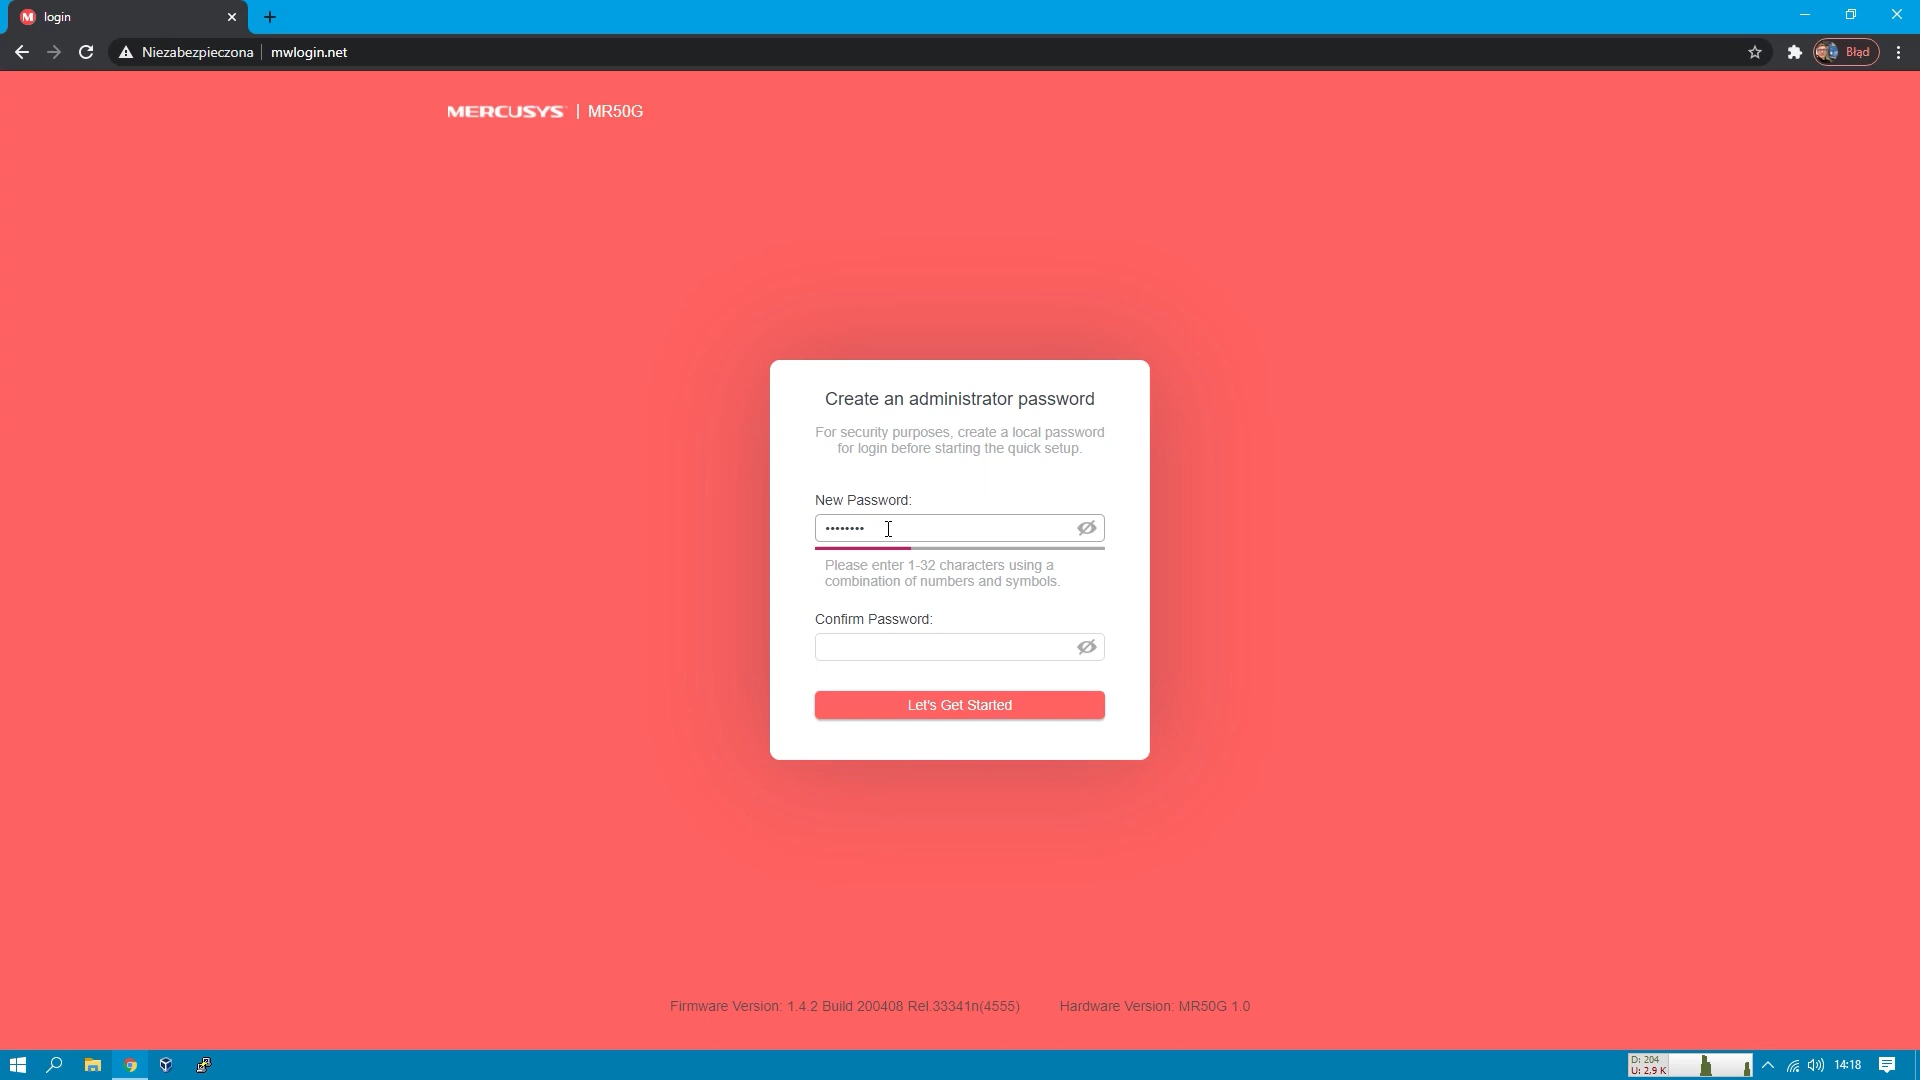 login
Niezabezpieczona | mwlogin.net
Błąd
MERCUSYS | MR50G
Create an administrator password
For security purposes, create a local password
for login before starting the quick setup.
New Password:
••••••••
Please enter 1-32 characters using a
combination of numbers and symbols.
Confirm Password:
Let's Get Started
Firmware Version: 1.4.2 Build 200408 Rel.33341n(4555) Hardware Version: MR50G 1.0
D: 204
U: 2,9 K
14:18